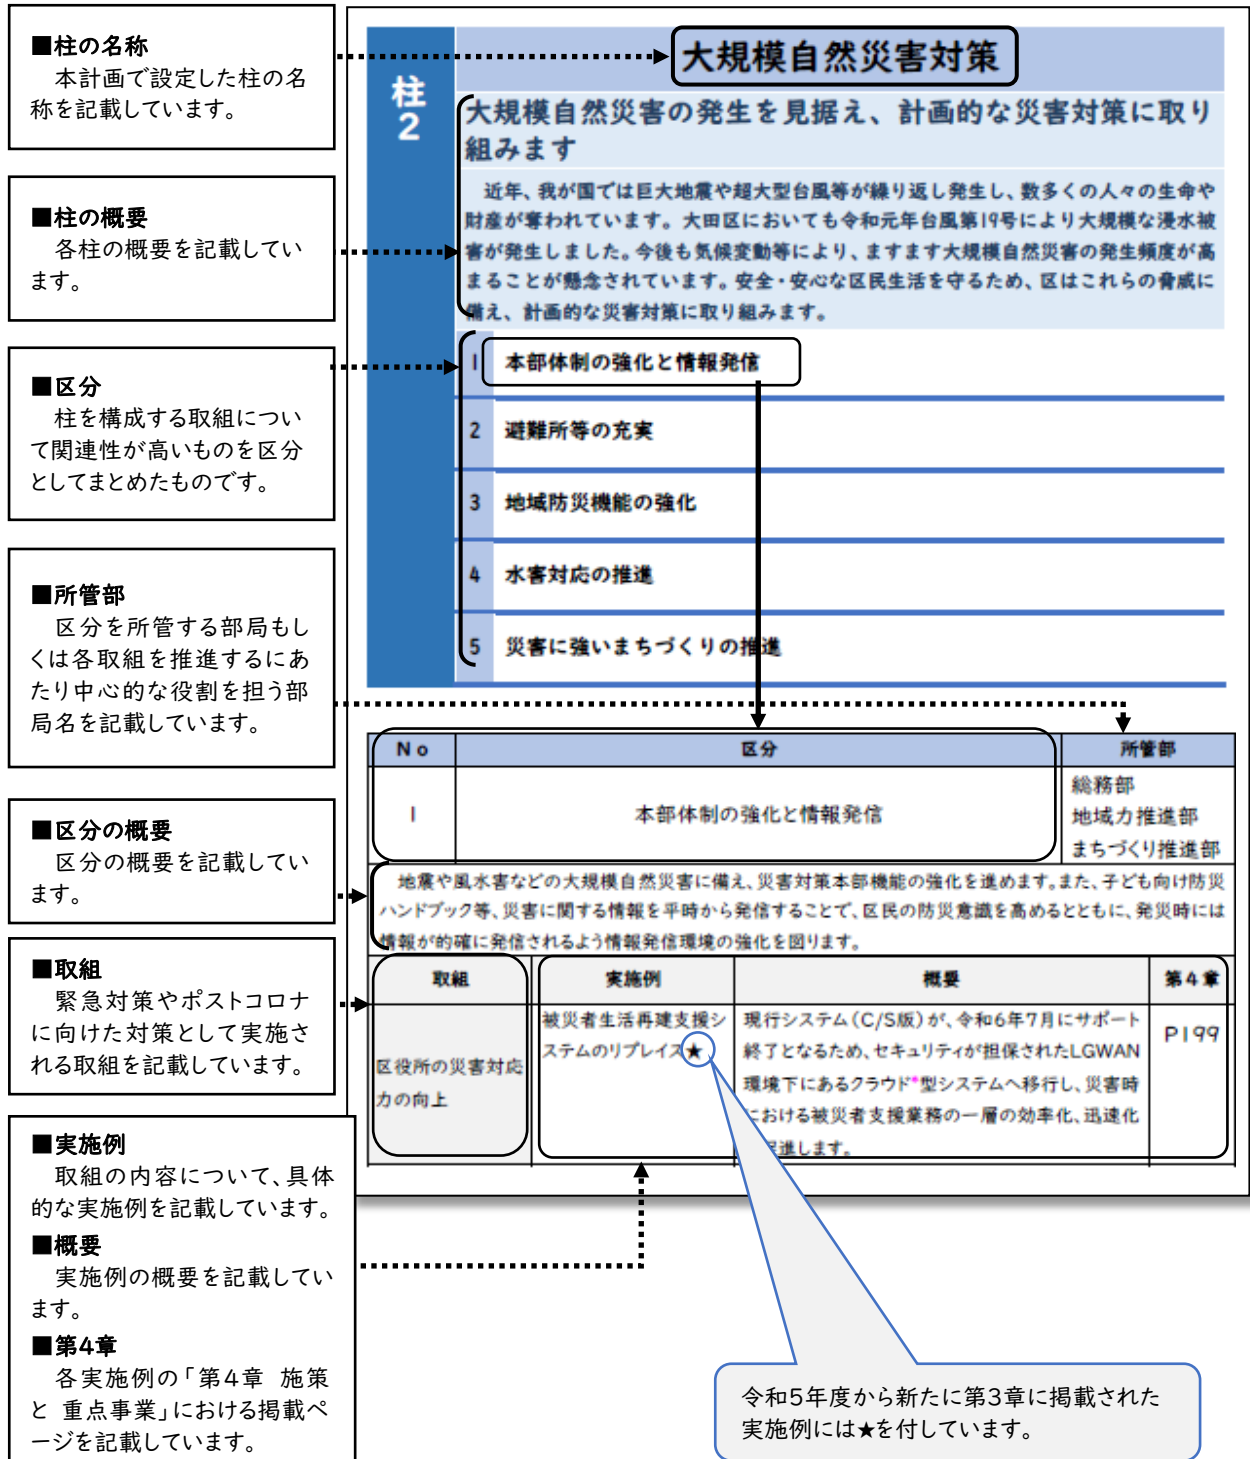 ■柱の名称
本計画で設定した柱の名
称を記載しています。
■柱の概要
各柱の概要を記載してい
ます。
■区分
柱を構成する取組につい
て関連性が高いものを区分
としてまとめたものです。
■所管部
区分を所管する部局もし
くは各取組を推進するにあ
たり中心的な役割を担う部
局名を記載しています。
■区分の概要
区分の概要を記載してい
ます。
■取組
緊急対策やポストコロナ
に向けた対策として実施さ
れる取組を記載しています。
■実施例
取組の内容について、具体
的な実施例を記載しています。
■概要
実施例の概要を記載してい
ます。
■第4章
各実施例の「第4章 施策
と 重点事業」における掲載ペ
ージを記載しています。
柱2
大規模自然災害対策
大規模自然災害の発生を見据え、計画的な災害対策に取り
組みます
近年、我が国では巨大地震や超大型台風等が繰り返し発生し、数多くの人々の生命や
財産が奪われています。大田区においても令和元年台風第19号により大規模な浸水被
害が発生しました。今後も気候変動等により、ますます大規模自然災害の発生頻度が高
まることが懸念されています。安全・安心な区民生活を守るため、区はこれらの脅威に
備え、計画的な災害対策に取り組みます。
1 本部体制の強化と情報発信
2 避難所等の充実
3 地域防災機能の強化
4 水害対応の推進
5 災害に強いまちづくりの推進
No 区分 所管部
1 本部体制の強化と情報発信
総務部
地域力推進部
まちづくり推進部
地震や風水害などの大規模自然災害に備え、災害対策本部機能の強化を進めます。また、子ども向け防災
ハンドブック等、災害に関する情報を平時から発信することで、区民の防災意識を高めるとともに、発災時には
情報が的確に発信されるよう情報発信環境の強化を図ります。
取組 実施例 概要 第4章
区役所の災害対応
力の向上
被災者生活再建支援シ
ステムのリプレイス★
現行システム(C/S版)が、令和6年7月にサポート
終了となるため、セキュリティが担保されたLGWAN
環境下にあるクラウド*型システムへ移行し、災害時
における被災者支援業務の一層の効率化、迅速化
促進します。
P199
令和5年度から新たに第3章に掲載された
実施例には★を付しています。